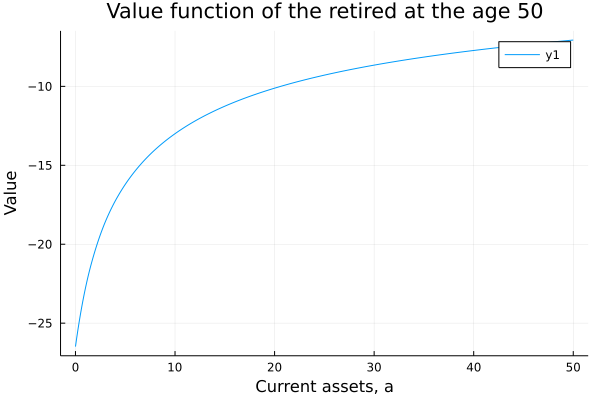 Value function of the retired at the age 50
y1
−10
−15
−20
−25
Value
0 10 20 30 40 50
Current assets, a